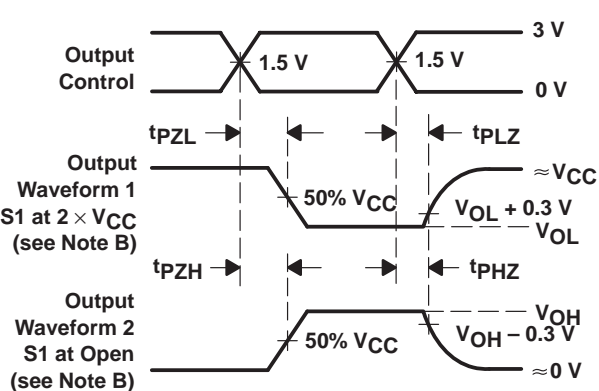 3 V
Output
Control
1.5 V
1.5 V
0 V
tPZL
tPLZ
Output
Waveform 1
S1 at 2 × VCC
(see Note B)
≈VCC
50% VCC
VOL + 0.3 V
VOL
tPZH
tPHZ
Output
Waveform 2
S1 at Open
(see Note B)
VOH
50% VCC
VOH − 0.3 V
≈0 V